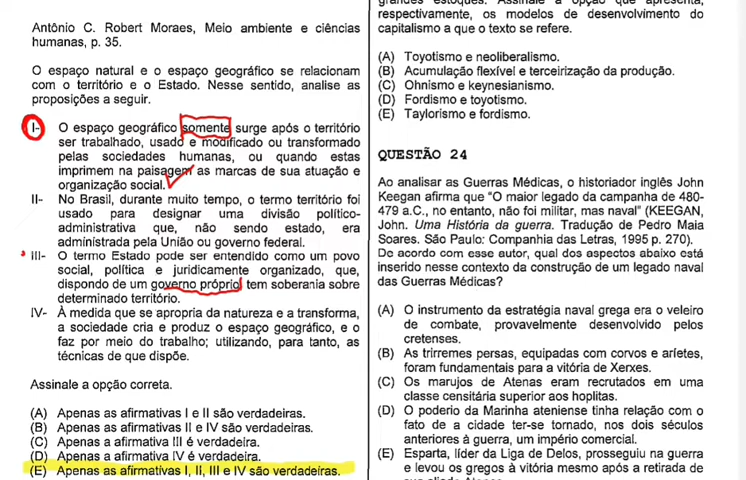 Antônio C. Robert Moraes, Meio ambiente e ciências
humanas, p. 35.
O espaço natural e o espaço geográfico se relacionam
com o território e o Estado. Nesse sentido, analise as
proposições a seguir.
I- O espaço geográfico somente surge após o território
ser trabalhado, usado e modificado ou transformado
pelas sociedades humanas, ou quando estas
imprimem na paisagem as marcas de sua atuação e
organização social.
II- No Brasil, durante muito tempo, o termo território foi
usado para designar uma divisão político-
administrativa que, não sendo estado, era
administrada pela União ou governo federal.
III- O termo Estado pode ser entendido como um povo
social, política e juridicamente organizado, que,
dispondo de um governo próprio, tem soberania sobre
determinado território.
IV- À medida que se apropria da natureza e a transforma,
a sociedade cria e produz o espaço geográfico, e o
faz por meio do trabalho; utilizando, para tanto, as
técnicas de que dispõe.
Assinale a opção correta.
(A) Apenas as afirmativas I e II são verdadeiras.
(B) Apenas as afirmativas II e IV são verdadeiras.
(C) Apenas a afirmativa III é verdadeira.
(D) Apenas a afirmativa IV é verdadeira.
(E) Apenas as afirmativas I, II, III e IV são verdadeiras.
grandes estoques. Assinale a opção que apresenta,
respectivamente, os modelos de desenvolvimento do
capitalismo a que o texto se refere.
(A) Toyotismo e neoliberalismo.
(B) Acumulação flexível e terceirização da produção.
(C) Ohnismo e keynesianismo.
(D) Fordismo e toyotismo.
(E) Taylorismo e fordismo.
QUESTÃO 24
Ao analisar as Guerras Médicas, o historiador inglês John
Keegan afirma que "O maior legado da campanha de 480-
479 a.C., no entanto, não foi militar, mas naval" (KEEGAN,
John. Uma História da guerra. Tradução de Pedro Maia
Soares. São Paulo: Companhia das Letras, 1995 p. 270).
De acordo com esse autor, qual dos aspectos abaixo está
inserido nesse contexto da construção de um legado naval
das Guerras Médicas?
(A) O instrumento da estratégia naval grega era o veleiro
de combate, provavelmente desenvolvido pelos
cretenses.
(B) As trirremes persas, equipadas com corvos e aríetes,
foram fundamentais para a vitória de Xerxes.
(C) Os marujos de Atenas eram recrutados em uma
classe censitária superior aos hoplitas.
(D) O poderio da Marinha ateniense tinha relação com o
fato de a cidade ter-se tornado, nos dois séculos
anteriores à guerra, um império comercial.
(E) Esparta, líder da Liga de Delos, prosseguiu na guerra
e levou os gregos à vitória mesmo após a retirada de